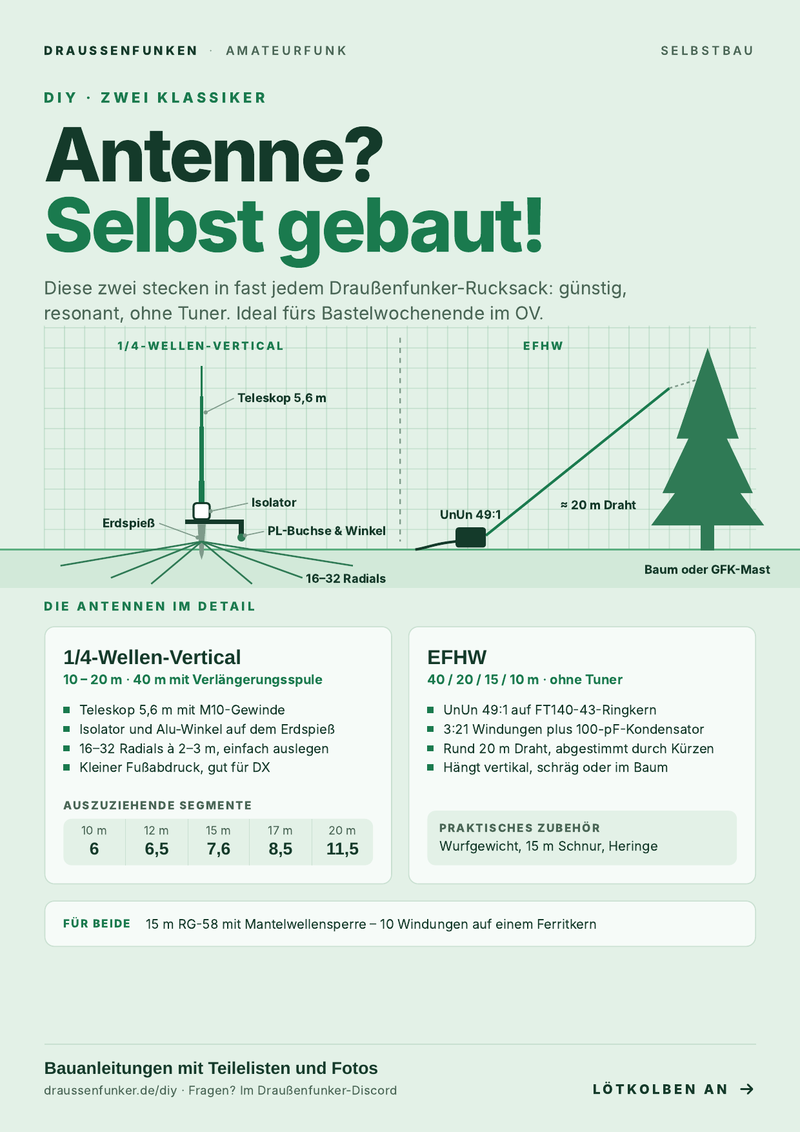 DRAUSSENFUNKEN · AMATEURFUNK
SELBSTBAU
DIY · ZWEI KLASSIKER
Antenne?
Selbst gebaut!
Diese zwei stecken in fast jedem Draußenfunker-Rucksack: günstig,
resonant, ohne Tuner. Ideal fürs Bastelwochenende im OV.
1/4-WELLEN-VERTICAL
Teleskop 5,6 m
Isolator
Erdspieß
PL-Buchse & Winkel
16–32 Radials
EFHW
≈ 20 m Draht
UnUn 49:1
Baum oder GFK-Mast
DIE ANTENNEN IM DETAIL
1/4-Wellen-Vertical
10 – 20 m · 40 m mit Verlängerungsspule
Teleskop 5,6 m mit M10-Gewinde
Isolator und Alu-Winkel auf dem Erdspieß
16–32 Radials à 2–3 m, einfach auslegen
Kleiner Fußabdruck, gut für DX
AUSZUZIEHENDE SEGMENTE
10 m 12 m 15 m 17 m 20 m
6 6,5 7,6 8,5 11,5
EFHW
40 / 20 / 15 / 10 m · ohne Tuner
UnUn 49:1 auf FT140-43-Ringkern
3:21 Windungen plus 100-pF-Kondensator
Rund 20 m Draht, abgestimmt durch Kürzen
Hängt vertikal, schräg oder im Baum
PRAKTISCHES ZUBEHÖR
Wurfgewicht, 15 m Schnur, Heringe
FÜR BEIDE 15 m RG-58 mit Mantelwellensperre – 10 Windungen auf einem Ferritkern
Bauanleitungen mit Teilelisten und Fotos
draussenfunker.de/diy · Fragen? Im Draußenfunker-Discord
LÖTKOLBEN AN →